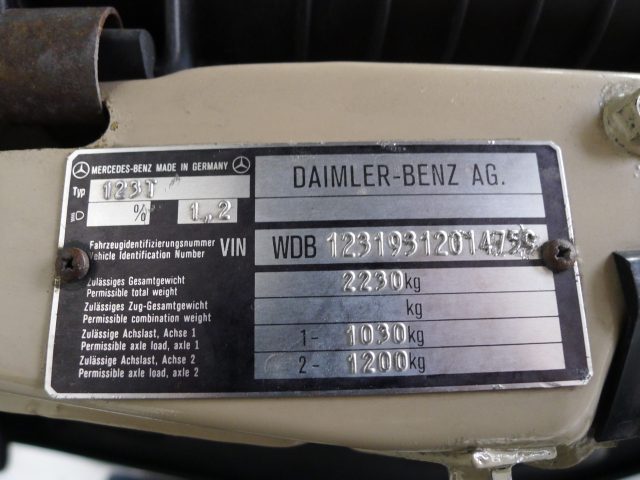 MERCEDES-BENZ MADE IN GERMANY
DAIMLER-BENZ AG.
Typ 123T
% 1,,2
Fahrzeugidentifizierungsnummer
Vehicle Identification Number
VIN WDB
Zulässiges Gesamtgewicht
Permissible total weight
2230 kg
Zulässiges Zug-Gesamtgewicht
Permissible combination weight
kg
Zulässige Achslast, Achse 1
Permissible axle load, axle 1
1- 1030 kg
Zulässige Achslast, Achse 2
Permissible axle load, axle 2
2- 1200 kg